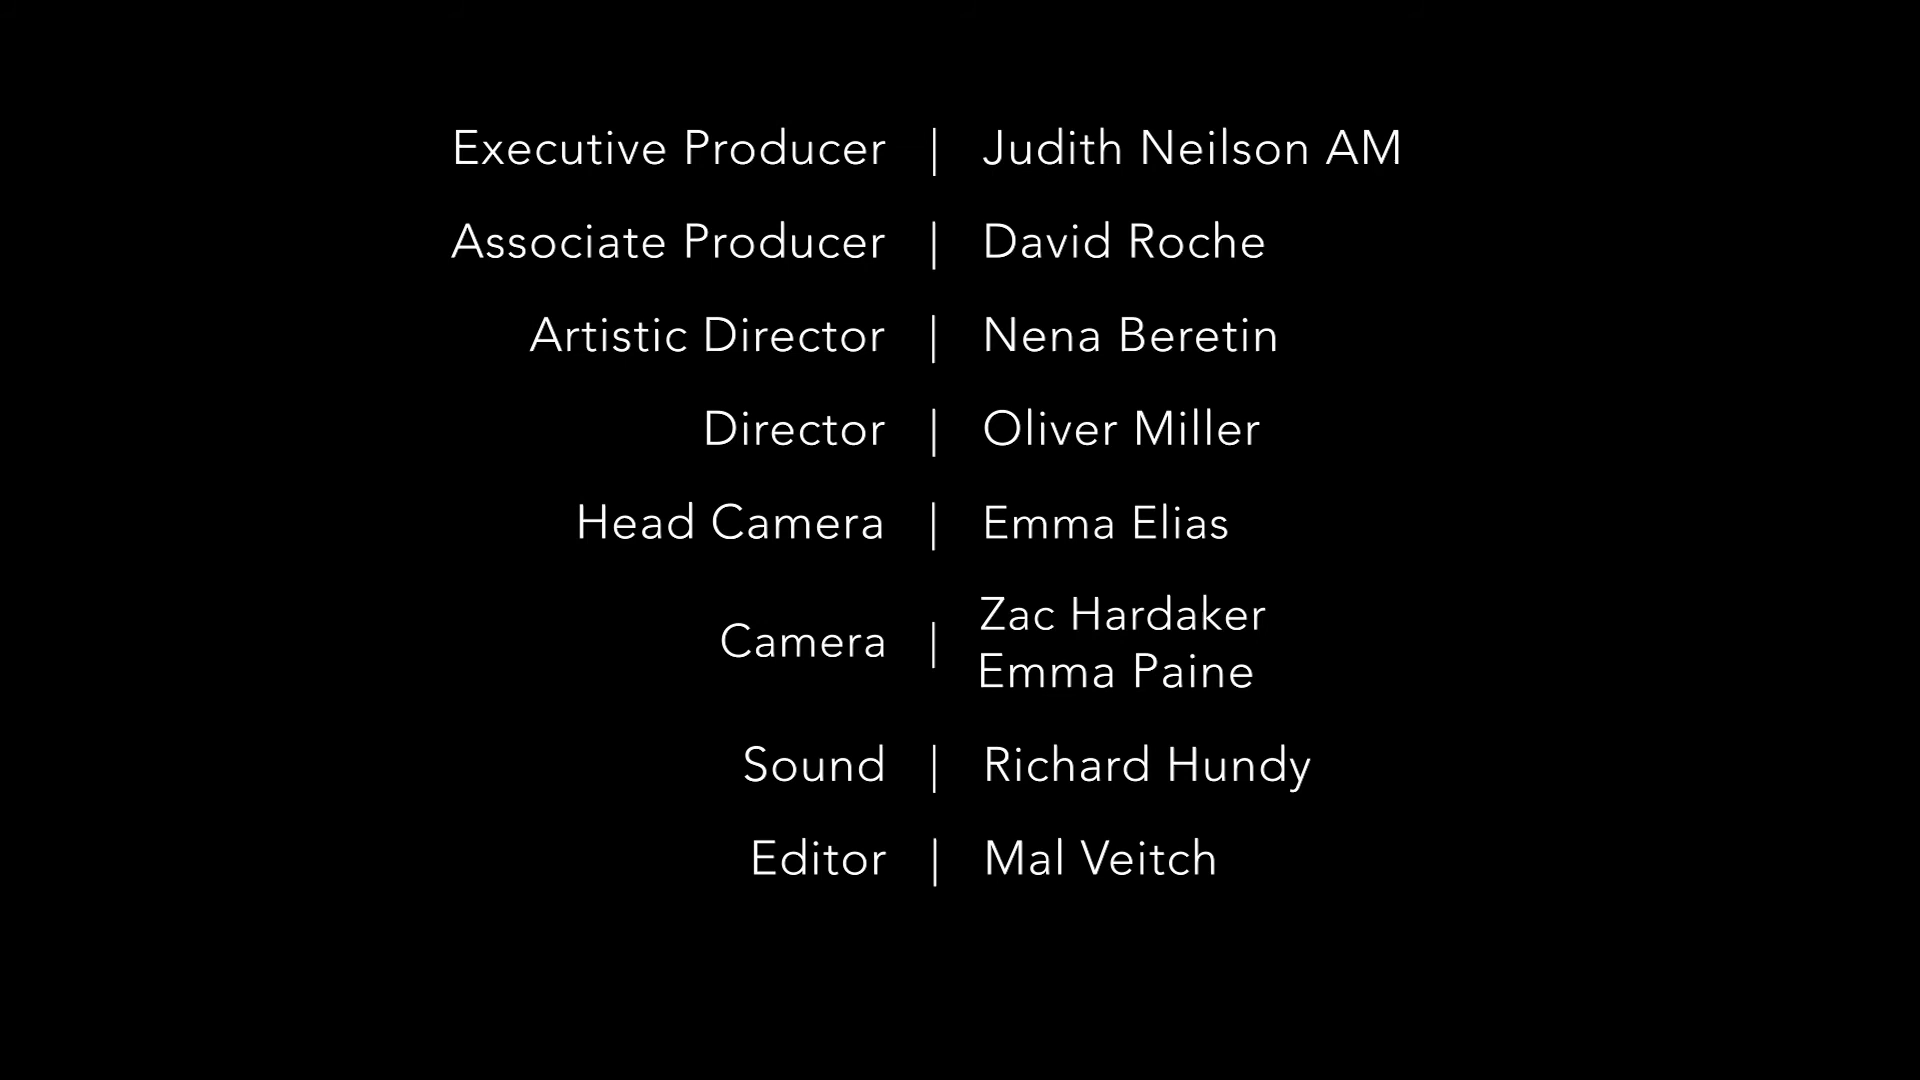 Executive Producer | Judith Neilson AM
Associate Producer | David Roche
Artistic Director | Nena Beretin
Director | Oliver Miller
Head Camera | Emma Elias
Camera | Zac Hardaker
Emma Paine
Sound | Richard Hundy
Editor | Mal Veitch